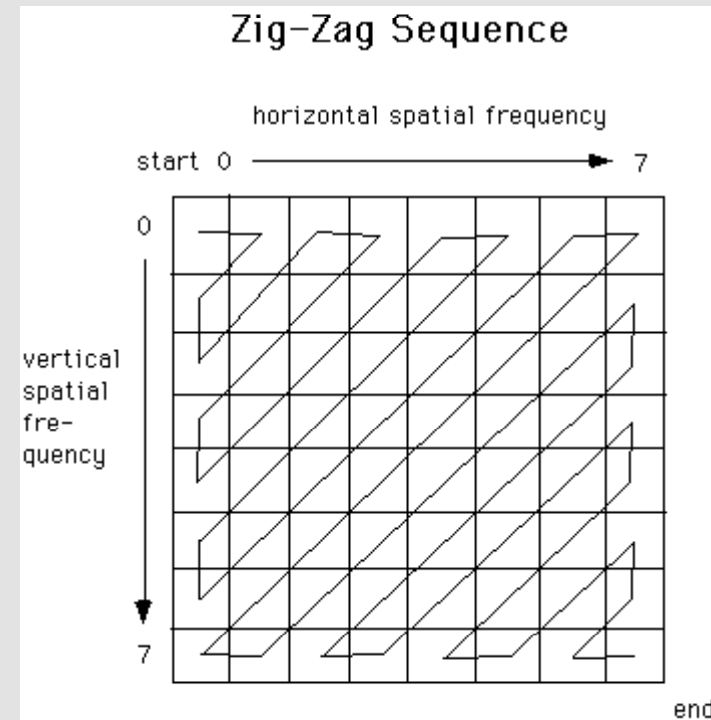 Zig-Zag Sequence
horizontal spatial frequency
start 0
7
0
vertical
spatial
fre-
quency
7
end